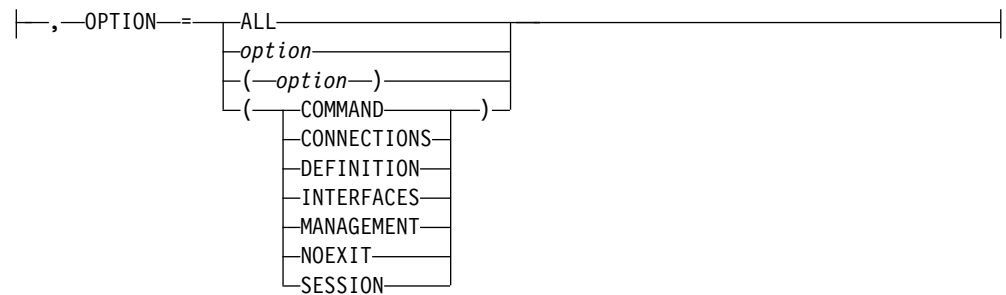 , OPTION = ALL
option
( option )
( COMMAND )
CONNECTIONS
DEFINITION
INTERFACES
MANAGEMENT
NOEXIT
SESSION